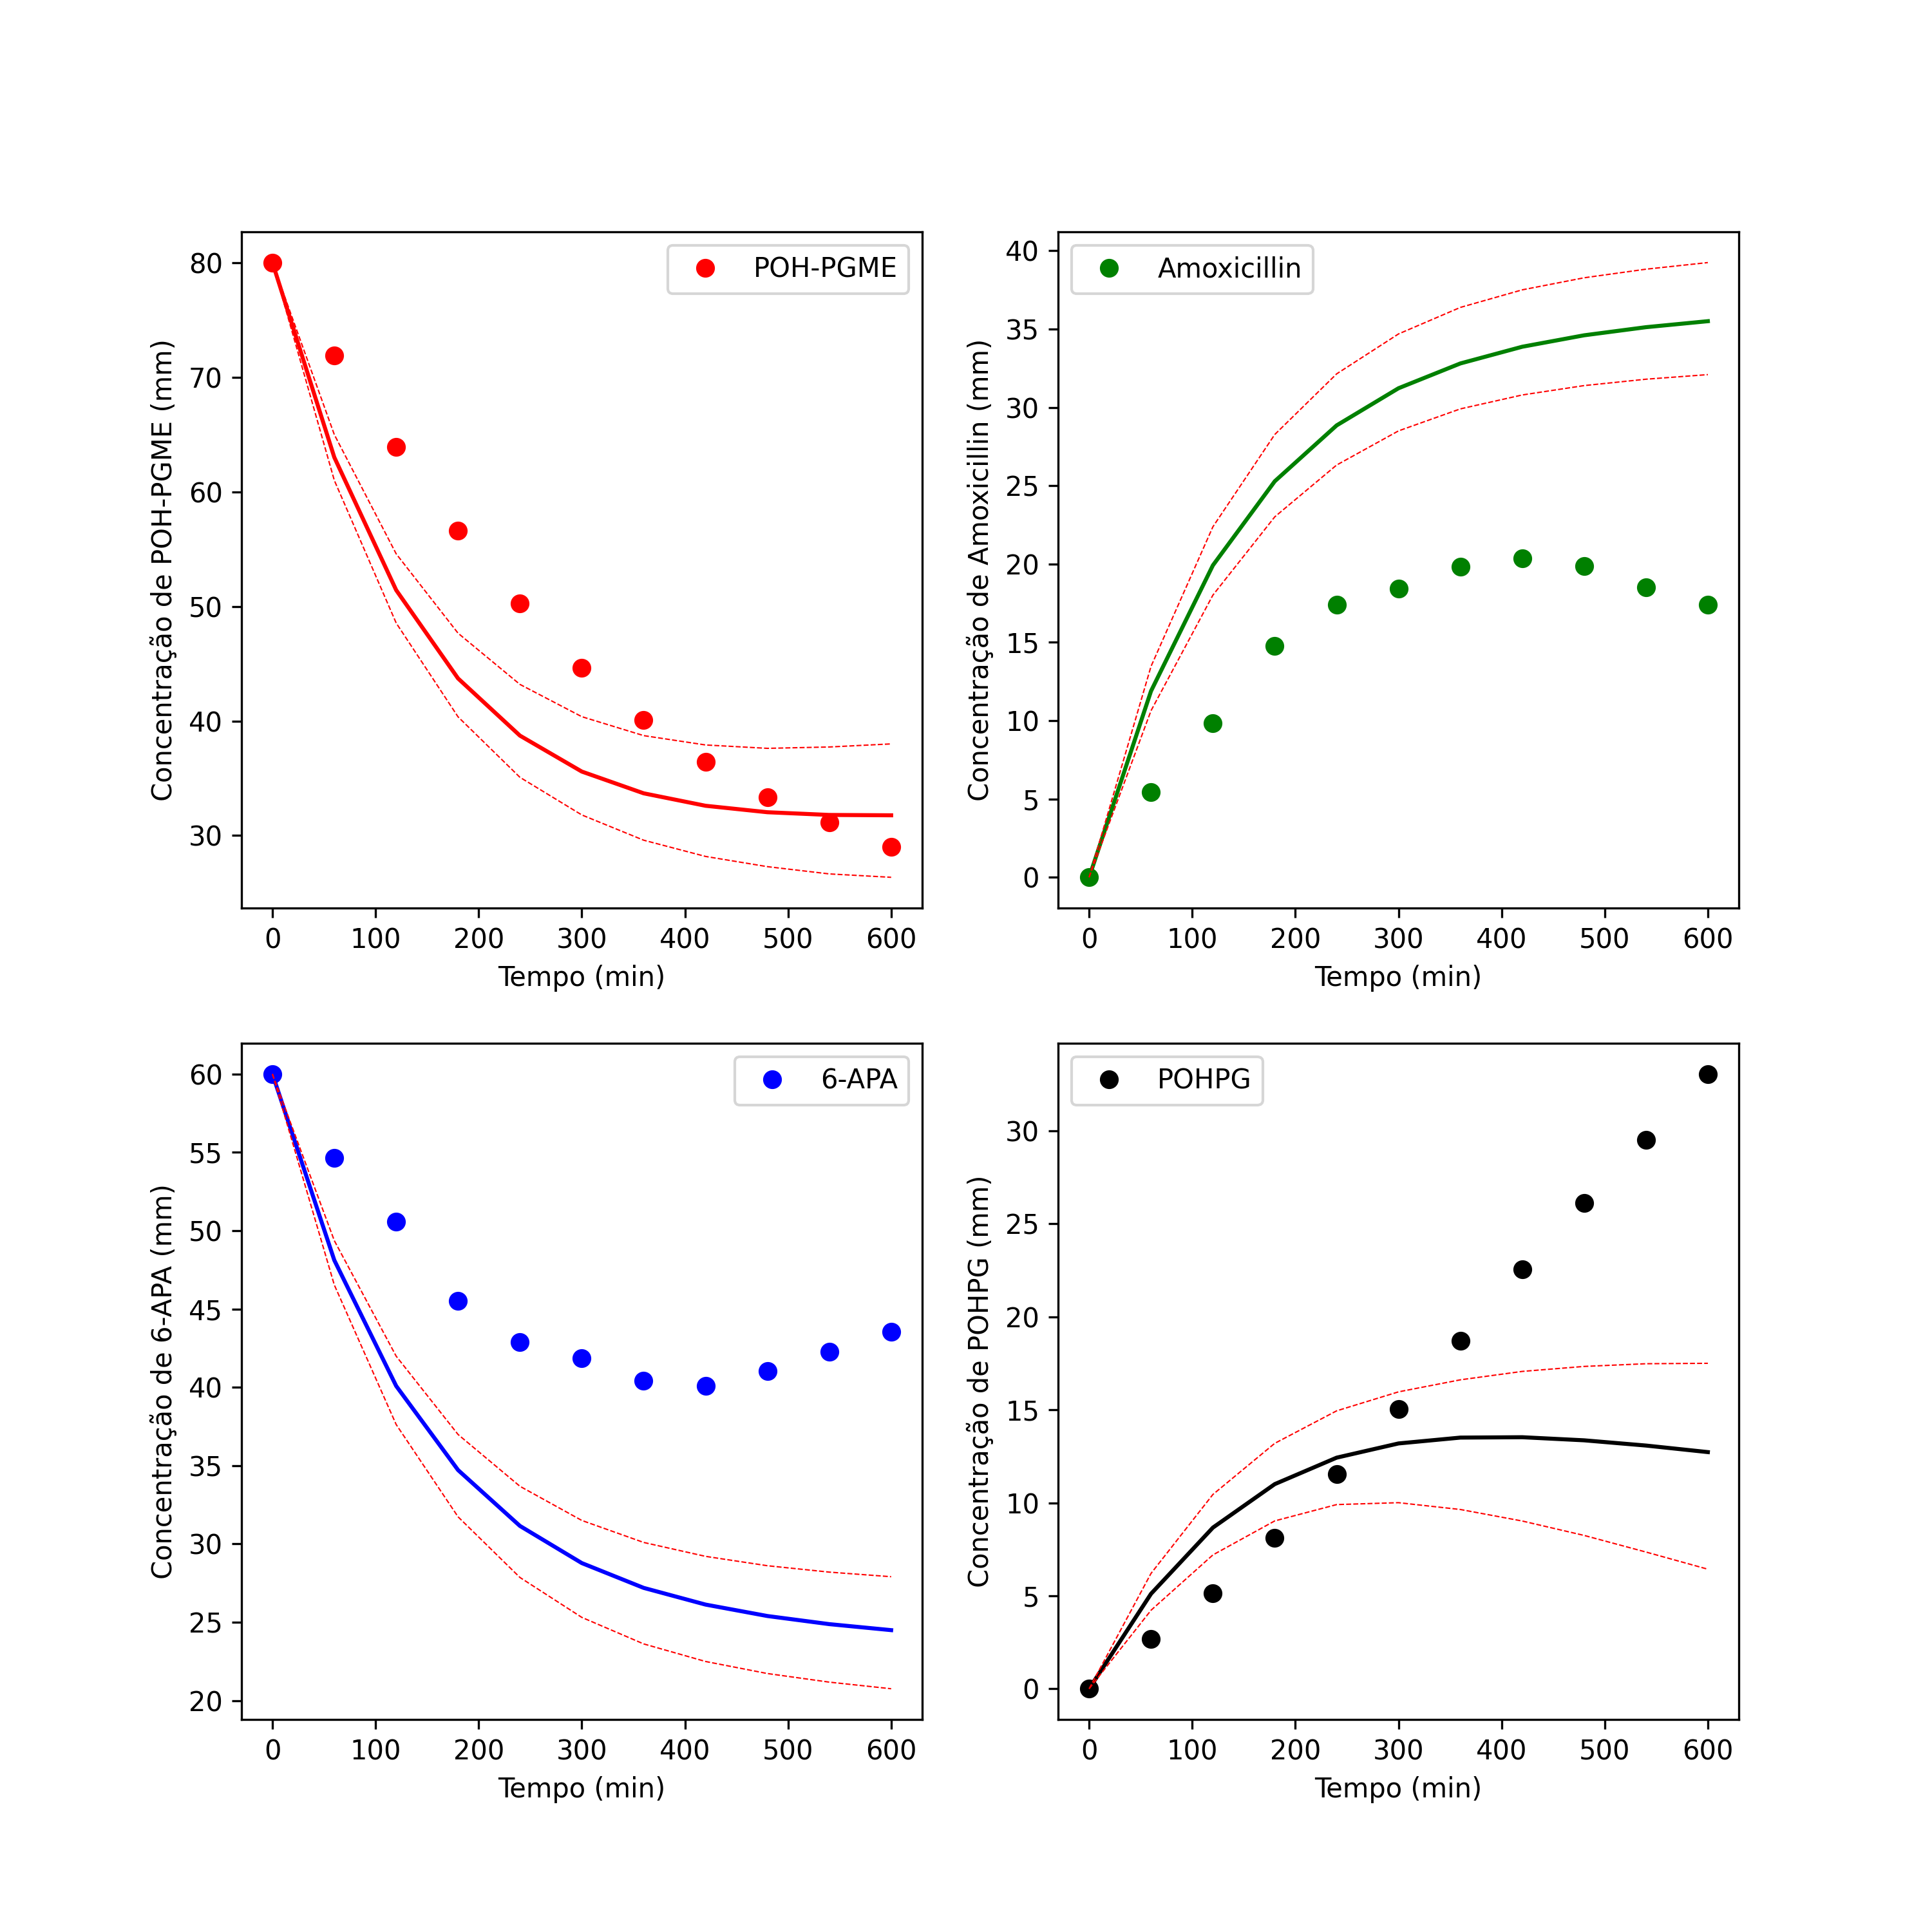 POH-PGME
Concentração de POH-PGME (mm)
80
70
60
50
40
30
0 100 200 300 400 500 600
Tempo (min)
Amoxicillin
Concentração de Amoxicillin (mm)
40
35
30
25
20
15
10
5
0
0 100 200 300 400 500 600
Tempo (min)
6-APA
Concentração de 6-APA (mm)
60
55
50
45
40
35
30
25
20
0 100 200 300 400 500 600
Tempo (min)
POHPG
Concentração de POHPG (mm)
30
25
20
15
10
5
0
0 100 200 300 400 500 600
Tempo (min)